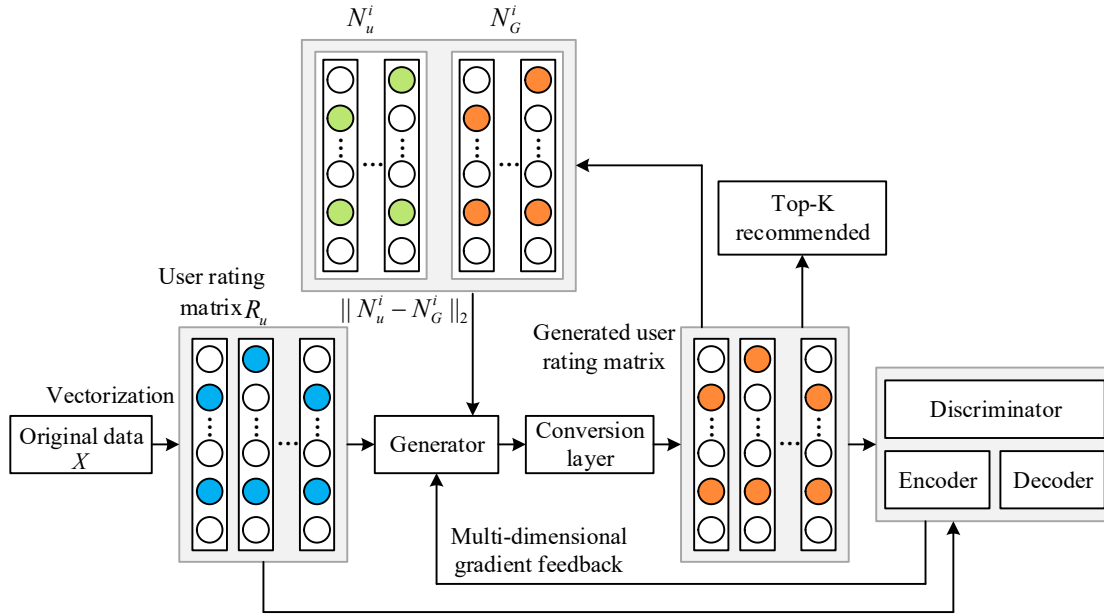 N_u^i
N_G^i
Top-K
recommended
User rating
matrix R_u
|| N_u^i − N_G^i ||_2
Generated user
rating matrix
Vectorization
Original data
X
Generator
Conversion
layer
Discriminator
Encoder
Decoder
Multi-dimensional
gradient feedback